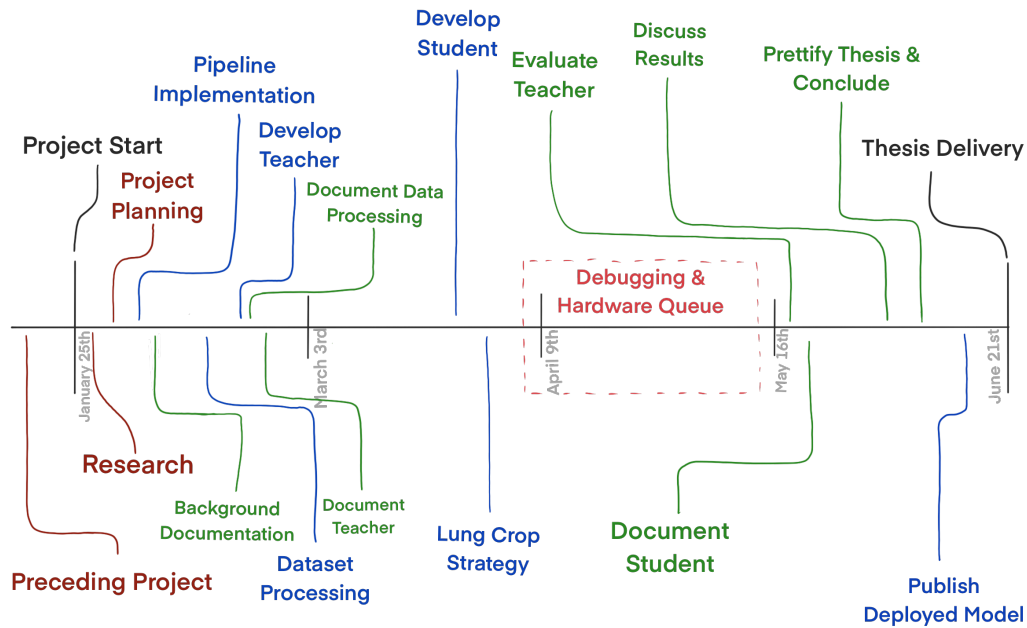 Develop
Student
Discuss
Results
Evaluate
Teacher
Prettify Thesis &
Conclude
Pipeline
Implementation
Develop
Teacher
Project Start
Thesis Delivery
Project
Planning
Document Data
Processing
Debugging &
Hardware Queue
January 25th
March 3rd
April 9th
May 16th
June 21st
Research
Background
Documentation
Document
Teacher
Lung Crop
Strategy
Document
Student
Preceding Project
Dataset
Processing
Publish
Deployed Model